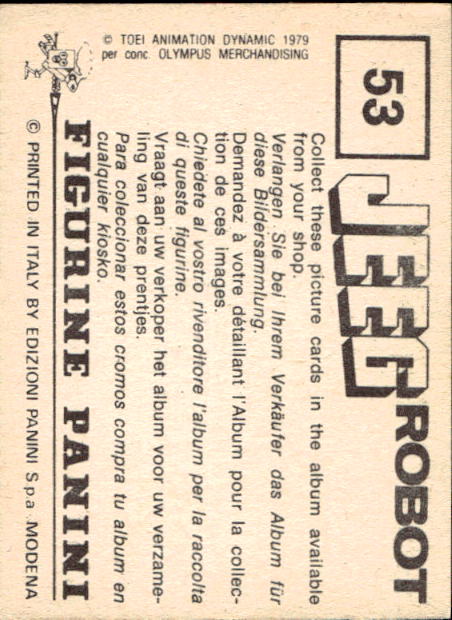 53
JEEG ROBOT
Collect these picture cards in the album available
from your shop.
Verlangen Sie bei Ihrem Verkäufer das Album für
diese Bildersammlung.
Demandez à votre détaillant l'Album pour la collec-
tion de ces images.
Chiedete al vostro rivenditore l'album per la raccolta
di queste figurine.
Vraagt aan uw verkoper het album voor uw verzame-
ling van deze prentjes.
Para coleccionar estos cromos compra tu album en
cualquier kiosko.
FIGURINE PANINI
© PRINTED IN ITALY BY EDIZIONI PANINI S.p.a. MODENA
© TOEI ANIMATION DYNAMIC 1979
per conc. OLYMPUS MERCHANDISING